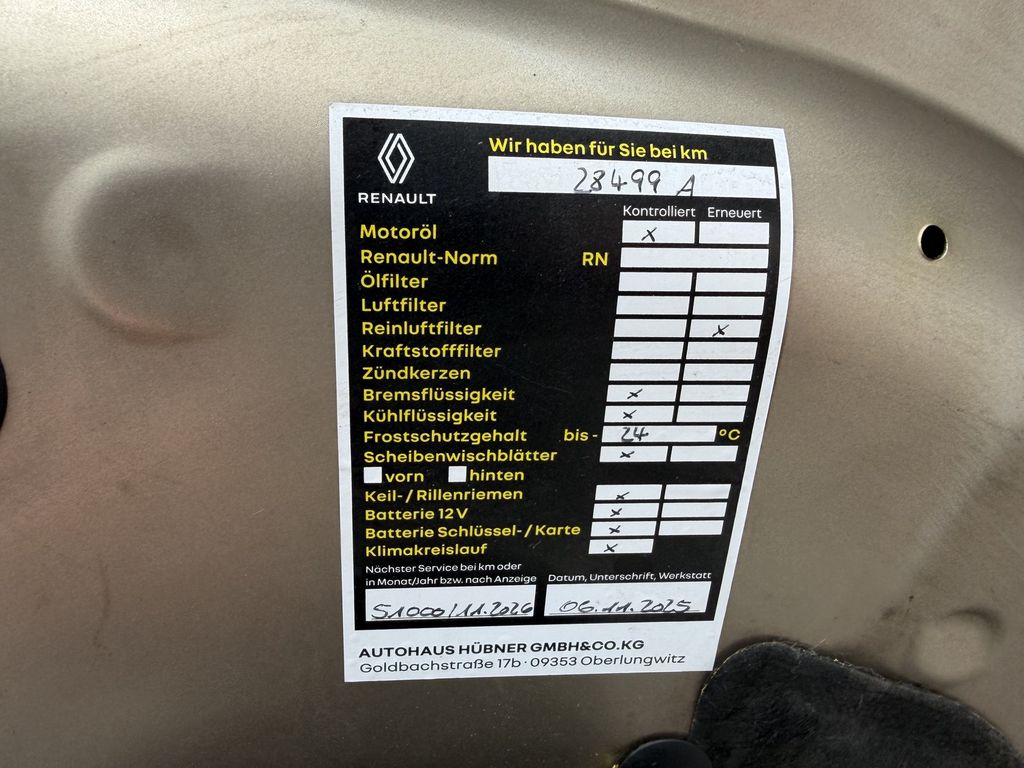 RENAULT
Wir haben für Sie bei km
28499 A
Kontrolliert Erneuert
Motoröl x
Renault-Norm RN
Ölfilter
Luftfilter
Reinluftfilter x
Kraftstofffilter
Zündkerzen
Bremsflüssigkeit x
Kühlflüssigkeit x
Frostschutzgehalt bis - 24 °C
Scheibenwischblätter x
vorn hinten
Keil- / Rillenriemen x
Batterie 12 V x
Batterie Schlüssel- / Karte x
Klimakreislauf x
Nächster Service bei km oder
in Monat/Jahr bzw. nach Anzeige
Datum, Unterschrift, Werkstatt
51000/11.2026 06.11.2025
AUTOHAUS HÜBNER GMBH&CO.KG
Goldbachstraße 17b · 09353 Oberlungwitz